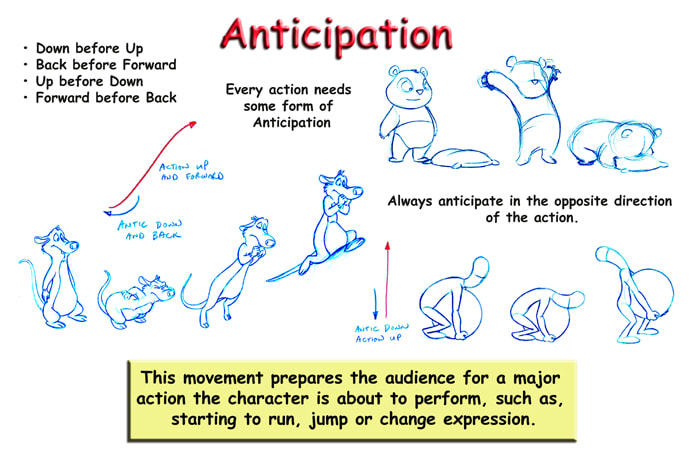 Anticipation
• Down before Up
• Back before Forward
• Up before Down
• Forward before Back
Every action needs
some form of
Anticipation
ACTION UP
AND FORWARD
ANTIC DOWN
AND BACK
Always anticipate in the opposite direction
of the action.
ANTIC DOWN
ACTION UP
This movement prepares the audience for a major
action the character is about to perform, such as,
starting to run, jump or change expression.